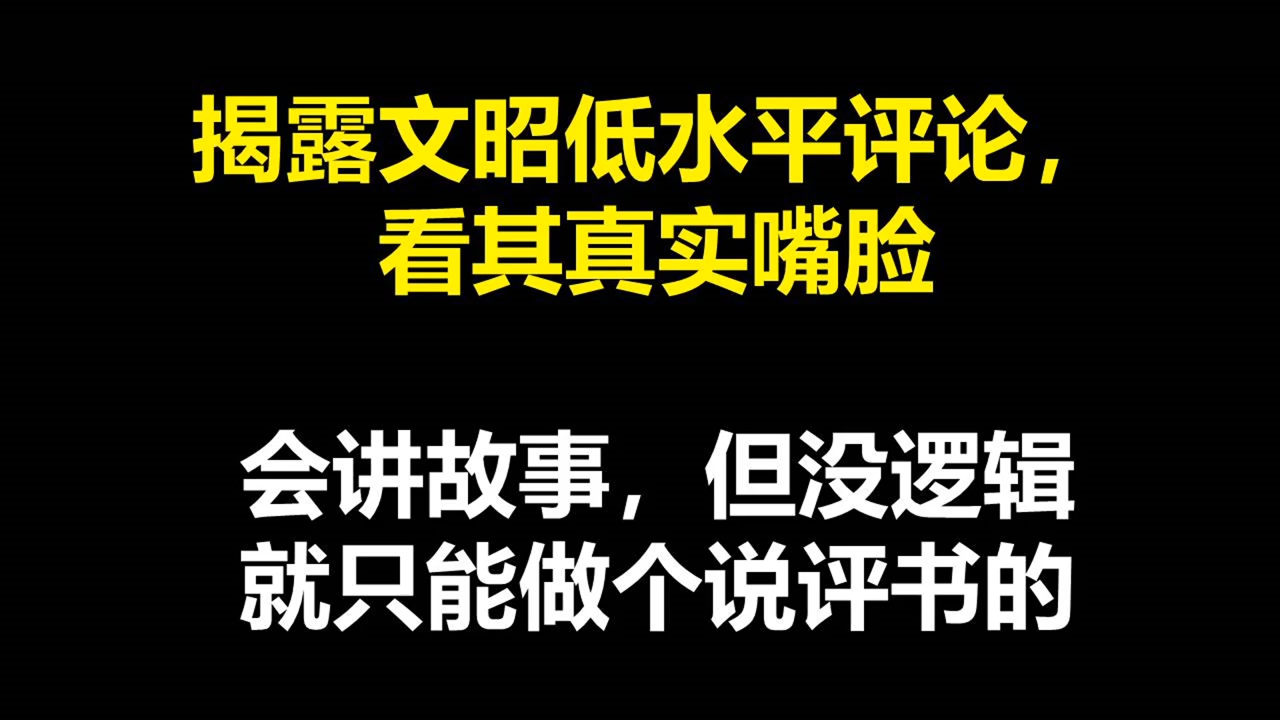 揭露文昭低水平评论，
看其真实嘴脸
会讲故事，但没逻辑
就只能做个说评书的